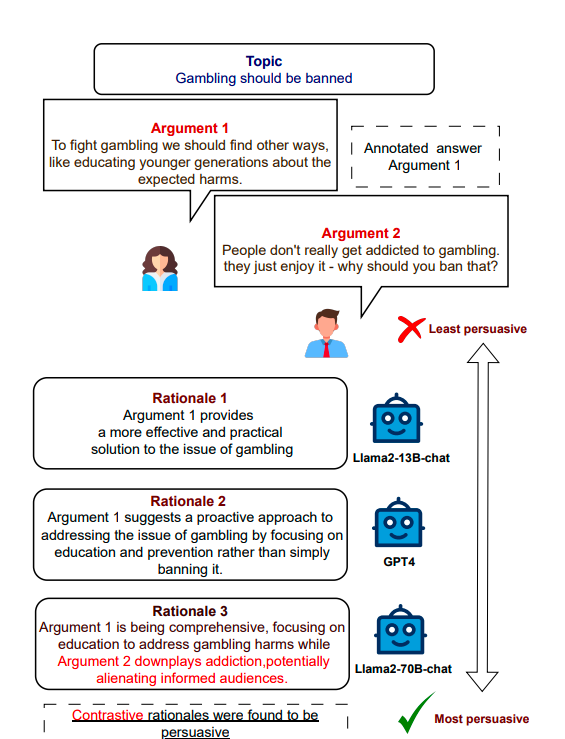 Topic
Gambling should be banned
Argument 1
To fight gambling we should find other ways,
like educating younger generations about the
expected harms.
Annotated answer
Argument 1
Argument 2
People don't really get addicted to gambling.
they just enjoy it - why should you ban that?
Least persuasive
Rationale 1
Argument 1 provides
a more effective and practical
solution to the issue of gambling
Llama2-13B-chat
Rationale 2
Argument 1 suggests a proactive approach to
addressing the issue of gambling by focusing on
education and prevention rather than simply
banning it.
GPT4
Rationale 3
Argument 1 is being comprehensive, focusing on
education to address gambling harms while
Argument 2 downplays addiction,potentially
alienating informed audiences.
Llama2-70B-chat
Contrastive rationales were found to be
persuasive
Most persuasive